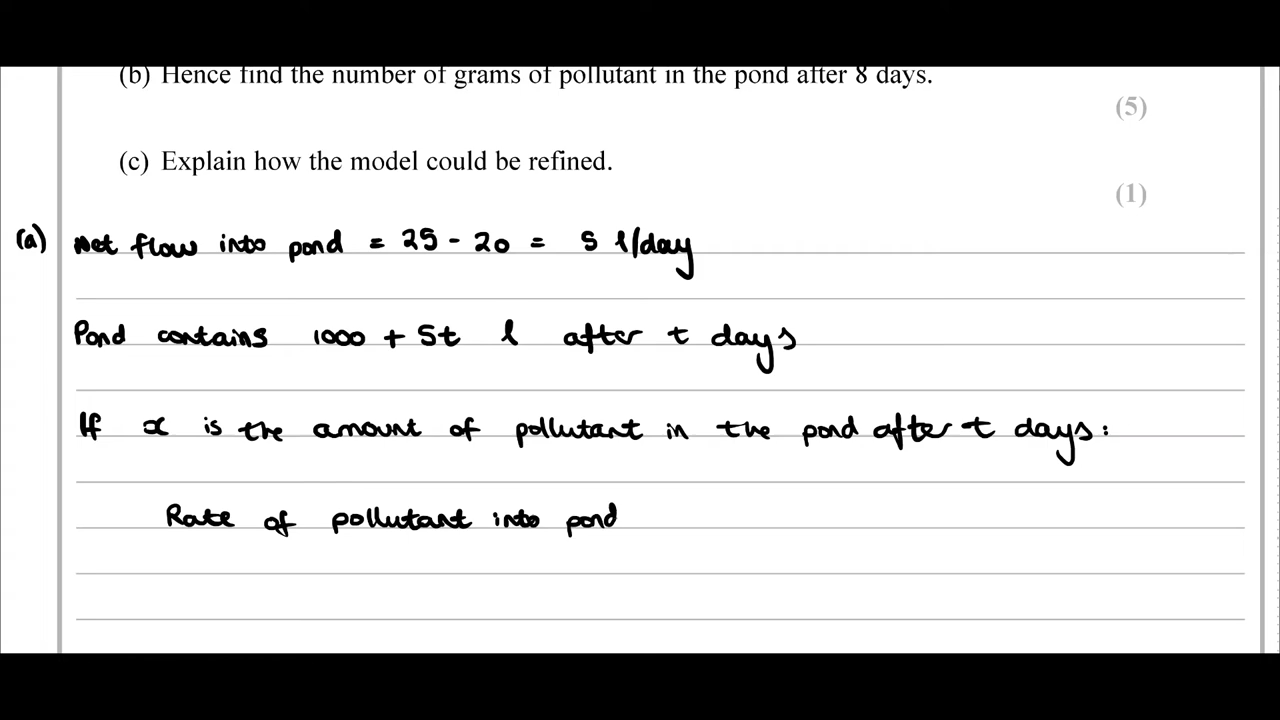 (b) Hence find the number of grams of pollutant in the pond after 8 days.
(5)
(c) Explain how the model could be refined.
(1)
(a) Net flow into pond = 25 - 20 = 5 l/day
Pond contains 1000 + 5t l after t days
If x is the amount of pollutant in the pond after t days:
Rate of pollutant into pond